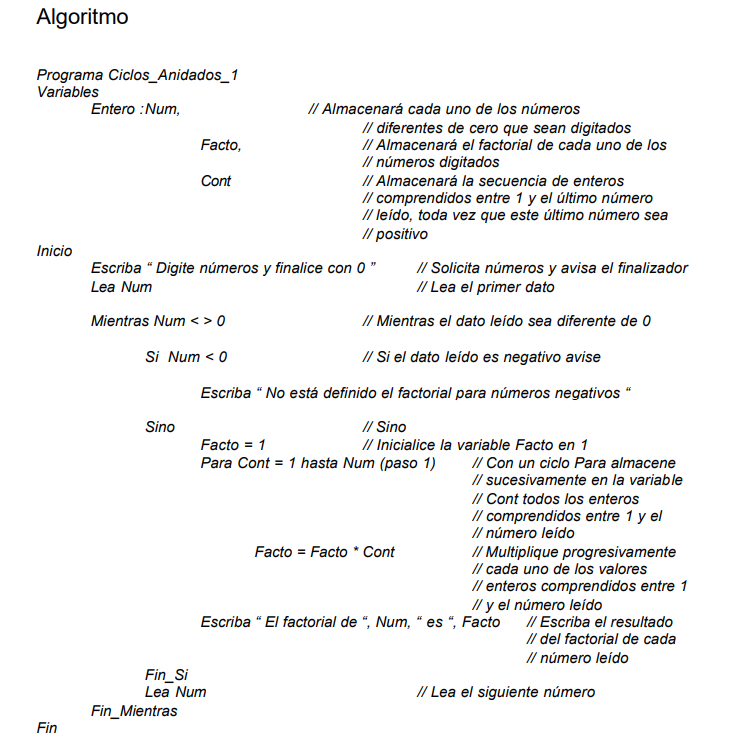 Algoritmo
Programa Ciclos_Anidados_1
Variables
Entero : Num, // Almacenará cada uno de los números
// diferentes de cero que sean digitados
Facto, // Almacenará el factorial de cada uno de los
// números digitados
Cont // Almacenará la secuencia de enteros
// comprendidos entre 1 y el último número
// leído, toda vez que este último número sea
// positivo
Inicio
Escriba “ Digite números y finalice con 0 ” // Solicita números y avisa el finalizador
Lea Num // Lea el primer dato
Mientras Num < > 0 // Mientras el dato leído sea diferente de 0
Si Num < 0 // Si el dato leído es negativo avise
Escriba “ No está definido el factorial para números negativos “
Sino // Sino
Facto = 1 // Inicialice la variable Facto en 1
Para Cont = 1 hasta Num (paso 1) // Con un ciclo Para almacene
// sucesivamente en la variable
// Cont todos los enteros
// comprendidos entre 1 y el
// número leído
Facto = Facto * Cont // Multiplique progresivamente
// cada uno de los valores
// enteros comprendidos entre 1
// y el número leído
Escriba “ El factorial de “, Num, “ es “, Facto // Escriba el resultado
// del factorial de cada
// número leído
Fin_Si
Lea Num // Lea el siguiente número
Fin_Mientras
Fin